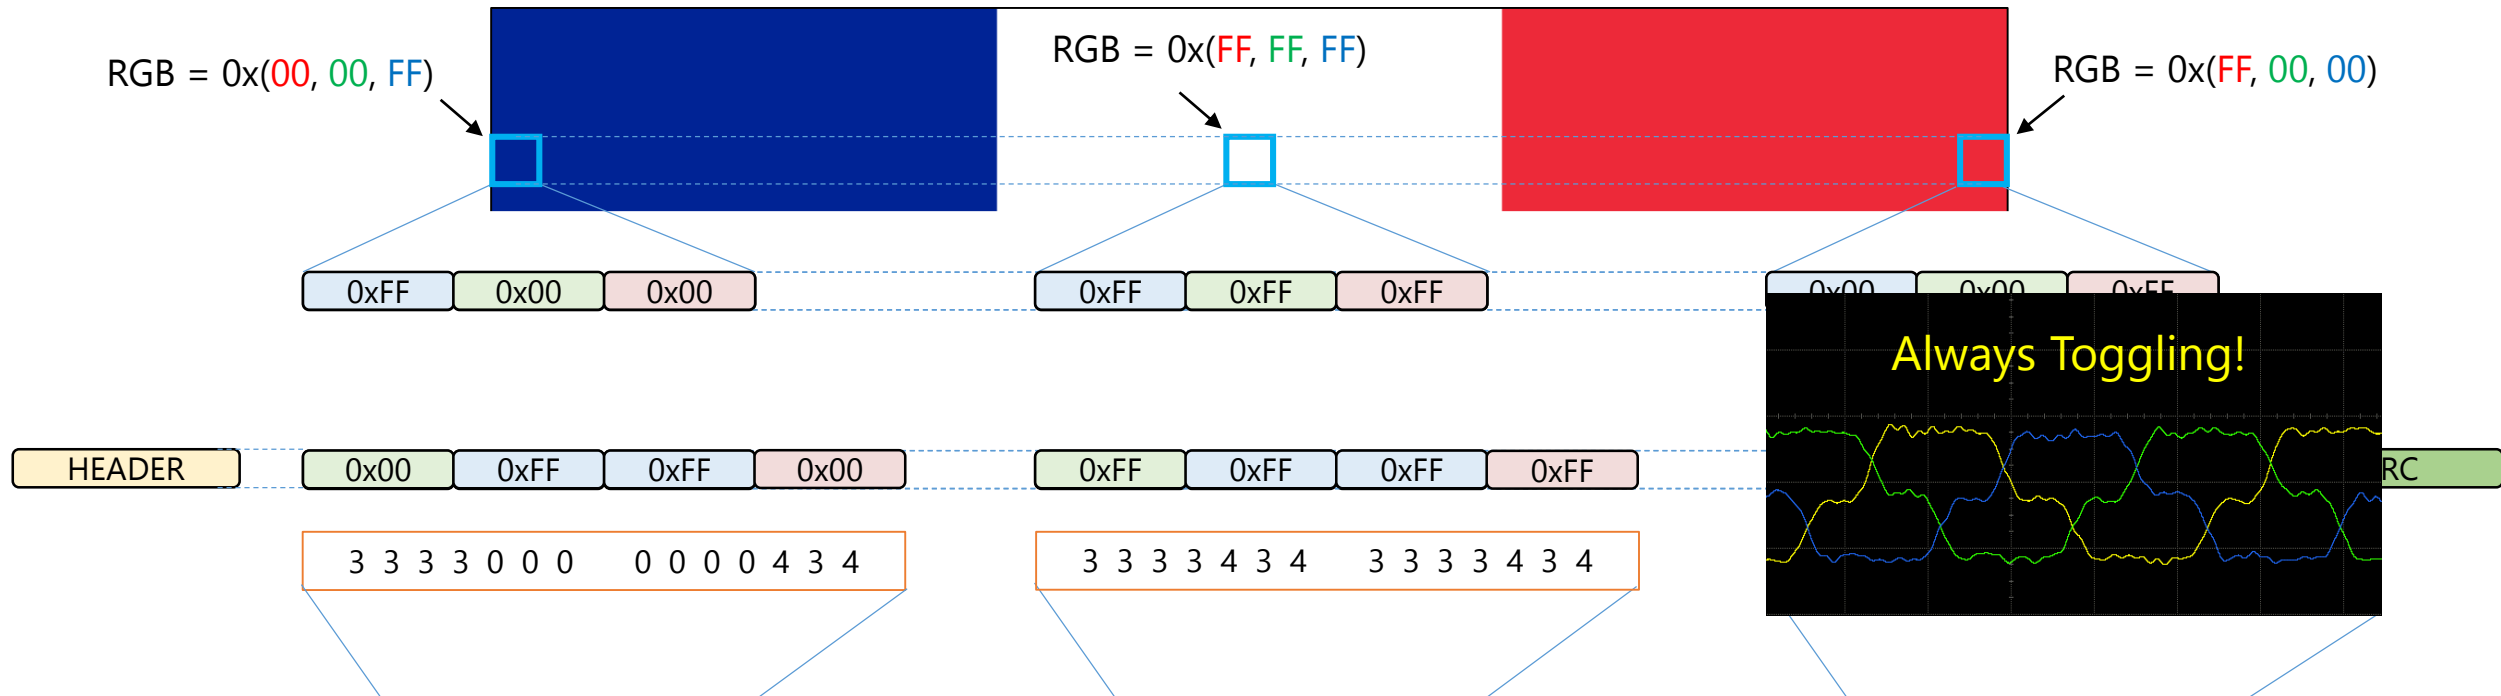 RGB = 0x(00, 00, FF)
RGB = 0x(FF, FF, FF)
RGB = 0x(FF, 00, 00)
0xFF 0x00 0x00
0xFF 0xFF 0xFF
0x00 0x00 0xFF
Always Toggling!
HEADER
0x00 0xFF 0xFF 0x00
0xFF 0xFF 0xFF 0xFF
RC
3 3 3 3 0 0 0 0 0 0 0 4 3 4
3 3 3 3 4 3 4 3 3 3 3 4 3 4